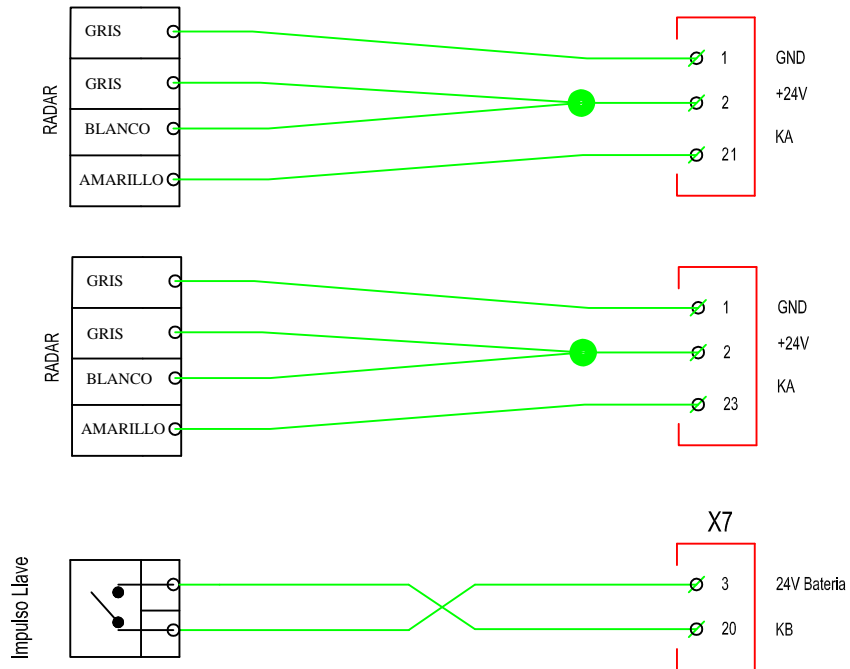 RADAR
GRIS
GRIS
BLANCO
AMARILLO
1 GND
2 +24V
21 KA
RADAR
GRIS
GRIS
BLANCO
AMARILLO
1 GND
2 +24V
23 KA
Impulso Llave
X7
3 24V Bateria
20 KB